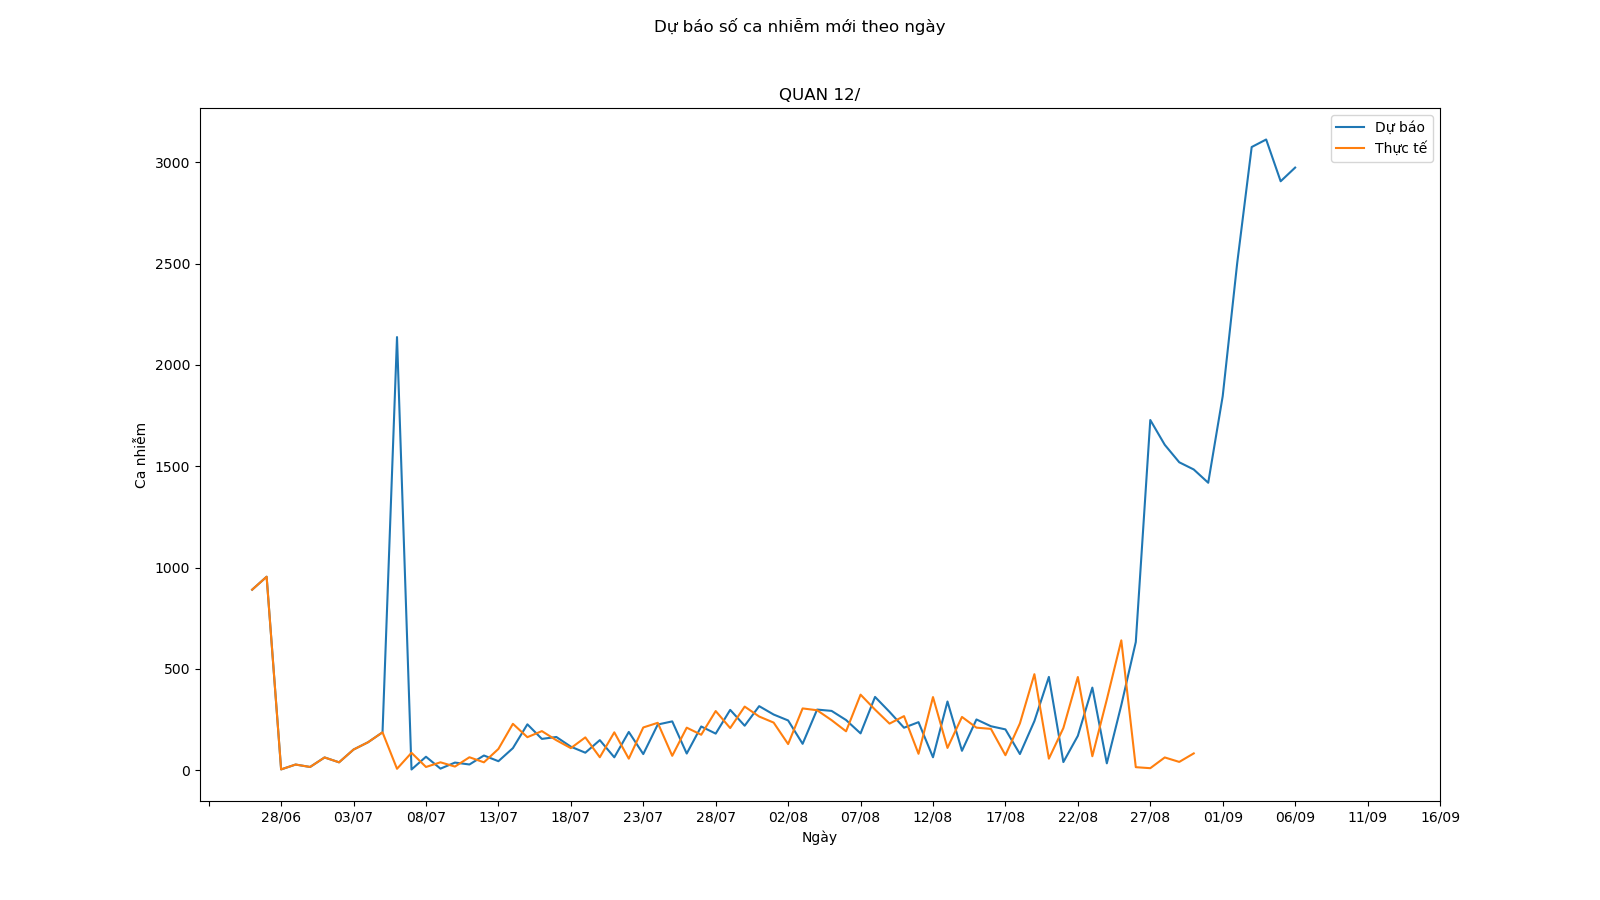 Dự báo số ca nhiễm mới theo ngày
QUAN 12/
Dự báo
Thực tế
3000
2500
2000
1500
1000
500
0
Ca nhiễm
28/06 03/07 08/07 13/07 18/07 23/07 28/07 02/08 07/08 12/08 17/08 22/08 27/08 01/09 06/09 11/09 16/09
Ngày